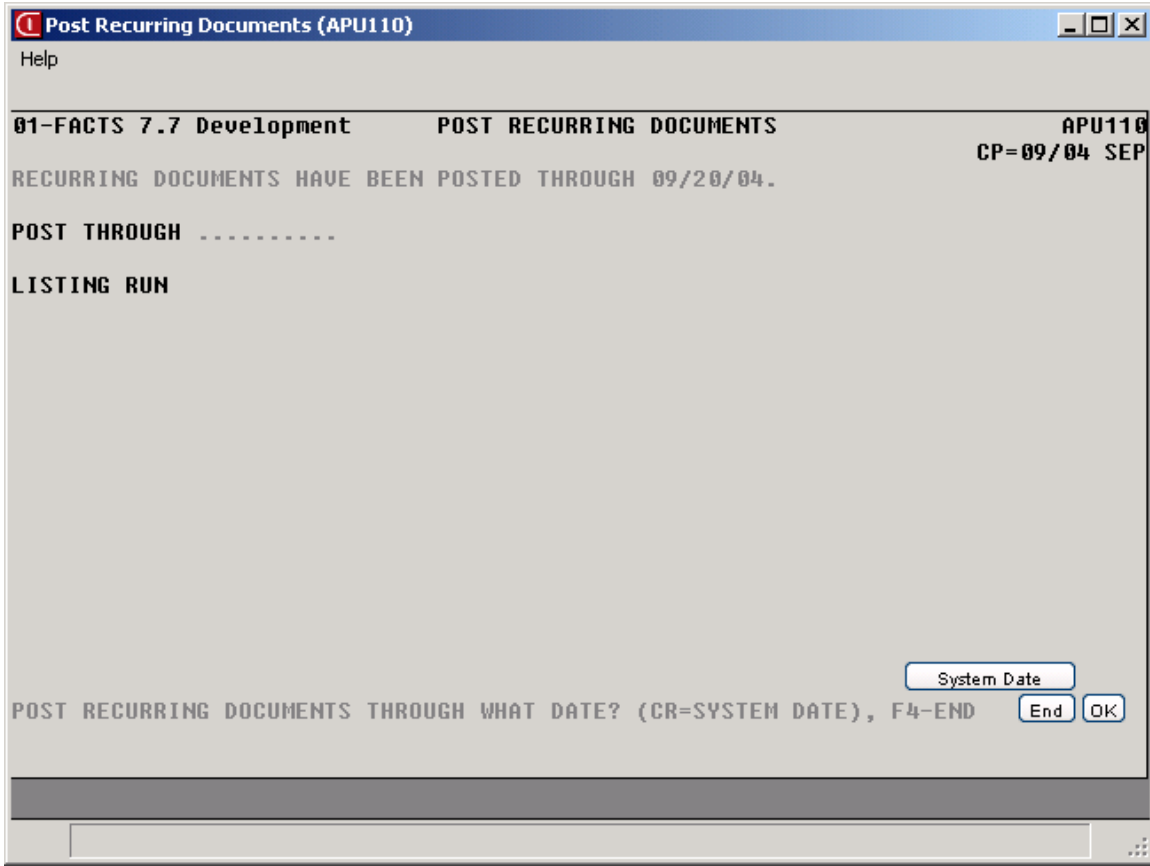 Post Recurring Documents (APU110)
Help
01-FACTS 7.7 Development POST RECURRING DOCUMENTS APU110
CP=09/04 SEP
RECURRING DOCUMENTS HAVE BEEN POSTED THROUGH 09/20/04.
POST THROUGH ..........
LISTING RUN
System Date
POST RECURRING DOCUMENTS THROUGH WHAT DATE? (CR=SYSTEM DATE), F4-END End OK